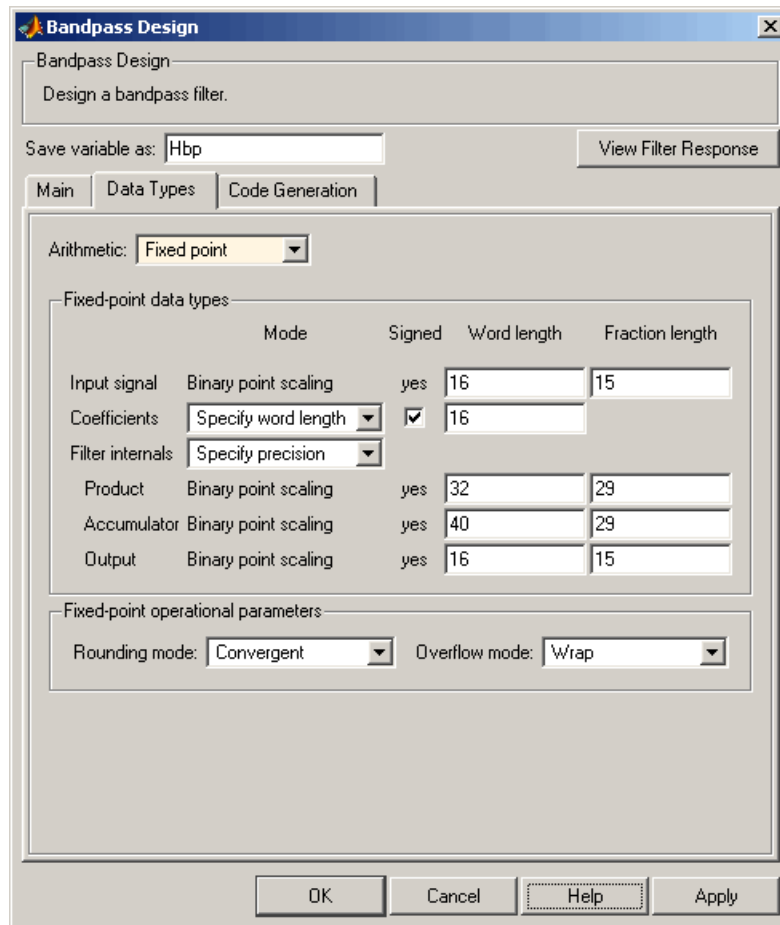 Bandpass Design
Bandpass Design
Design a bandpass filter.
Save variable as: Hbp View Filter Response
Main Data Types Code Generation
Arithmetic: Fixed point
Fixed-point data types
Mode Signed Word length Fraction length
Input signal Binary point scaling yes 16 15
Coefficients Specify word length 16
Filter internals Specify precision
Product Binary point scaling yes 32 29
Accumulator Binary point scaling yes 40 29
Output Binary point scaling yes 16 15
Fixed-point operational parameters
Rounding mode: Convergent Overflow mode: Wrap
OK Cancel Help Apply